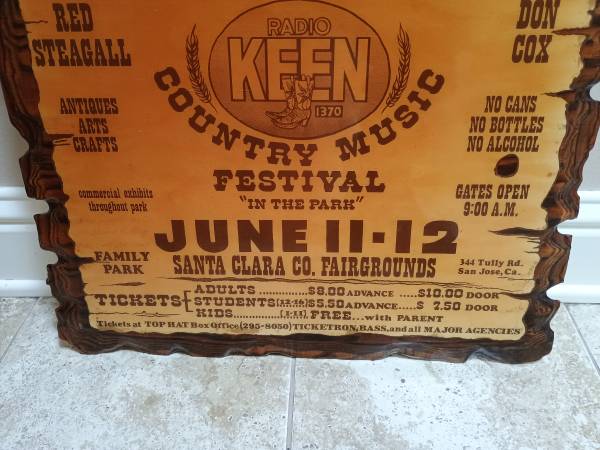 RED
STEAGALL
DON
COX
RADIO
KEEN
1370
COUNTRY MUSIC
FESTIVAL
"IN THE PARK"
ANTIQUES
ARTS
CRAFTS
NO CANS
NO BOTTLES
NO ALCOHOL
commercial exhibits
throughout park
GATES OPEN
9:00 A.M.
JUNE 11-12
FAMILY
PARK
SANTA CLARA CO. FAIRGROUNDS
344 Tully Rd.
San Jose, Ca.
TICKETS
ADULTS ........$8.00 ADVANCE .....$10.00 DOOR
STUDENTS(12-16)$5.50 ADVANCE.....$ 7.50 DOOR
KIDS............(1-11) FREE...with PARENT
Tickets at TOP HAT Box Office (295-8050) TICKETRON, BASS, and all MAJOR AGENCIES